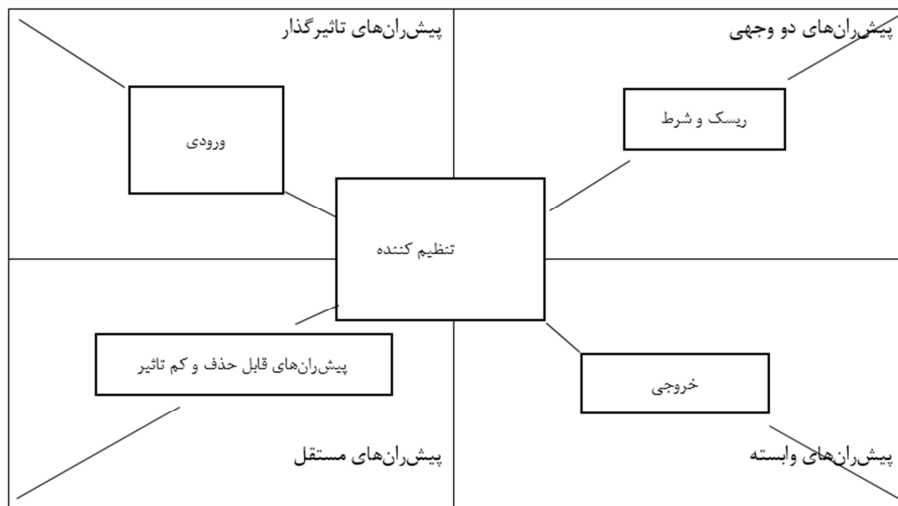 پیش‌ران‌های دو وجهی
پیش‌ران‌های تاثیرگذار
ریسک و شرط
ورودی
تنظیم کننده
پیش‌ران‌های قابل حذف و کم تاثیر
خروجی
پیش‌ران‌های وابسته
پیش‌ران‌های مستقل